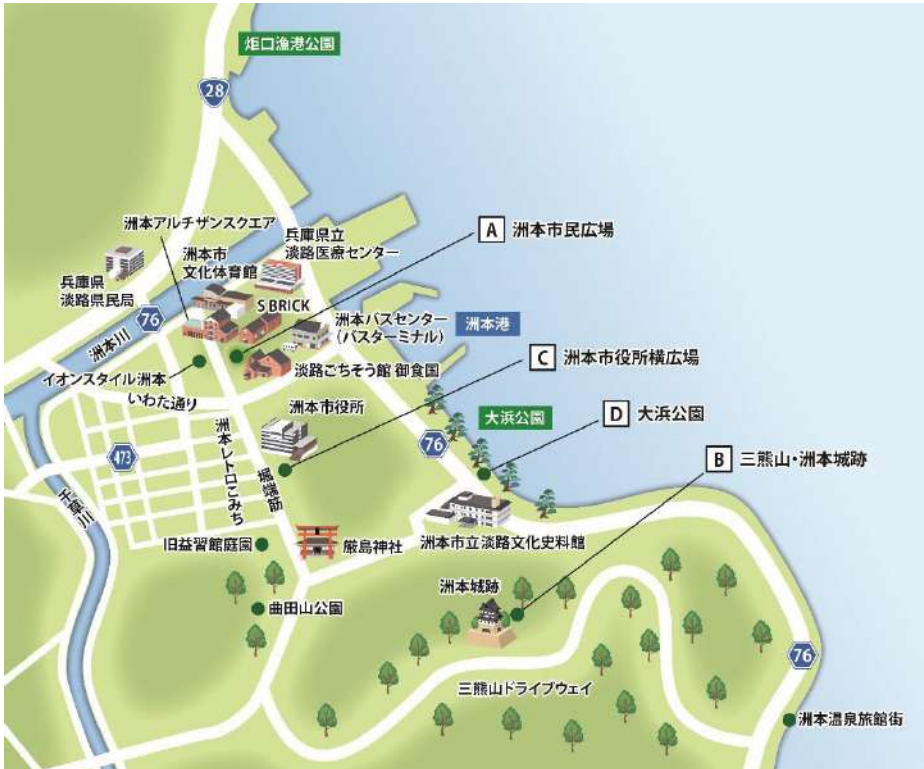 炬口漁港公園
28
洲本アルチザンスクエア
兵庫県立
淡路医療センター
A 洲本市民広場
洲本市
文化体育館
兵庫県
淡路県民局
S BRICK
76
洲本バスセンター
(バスターミナル)
洲本港
洲本川
イオンスタイル洲本
淡路ごちそう館 御食国
C 洲本市役所横広場
いわた通り
洲本市役所
大浜公園
D 大浜公園
洲本レトロこみち
堀端筋
76
473
B 三熊山・洲本城跡
千草川
旧益習館庭園
厳島神社
洲本市立淡路文化史料館
洲本城跡
曲田山公園
76
三熊山ドライブウェイ
洲本温泉旅館街